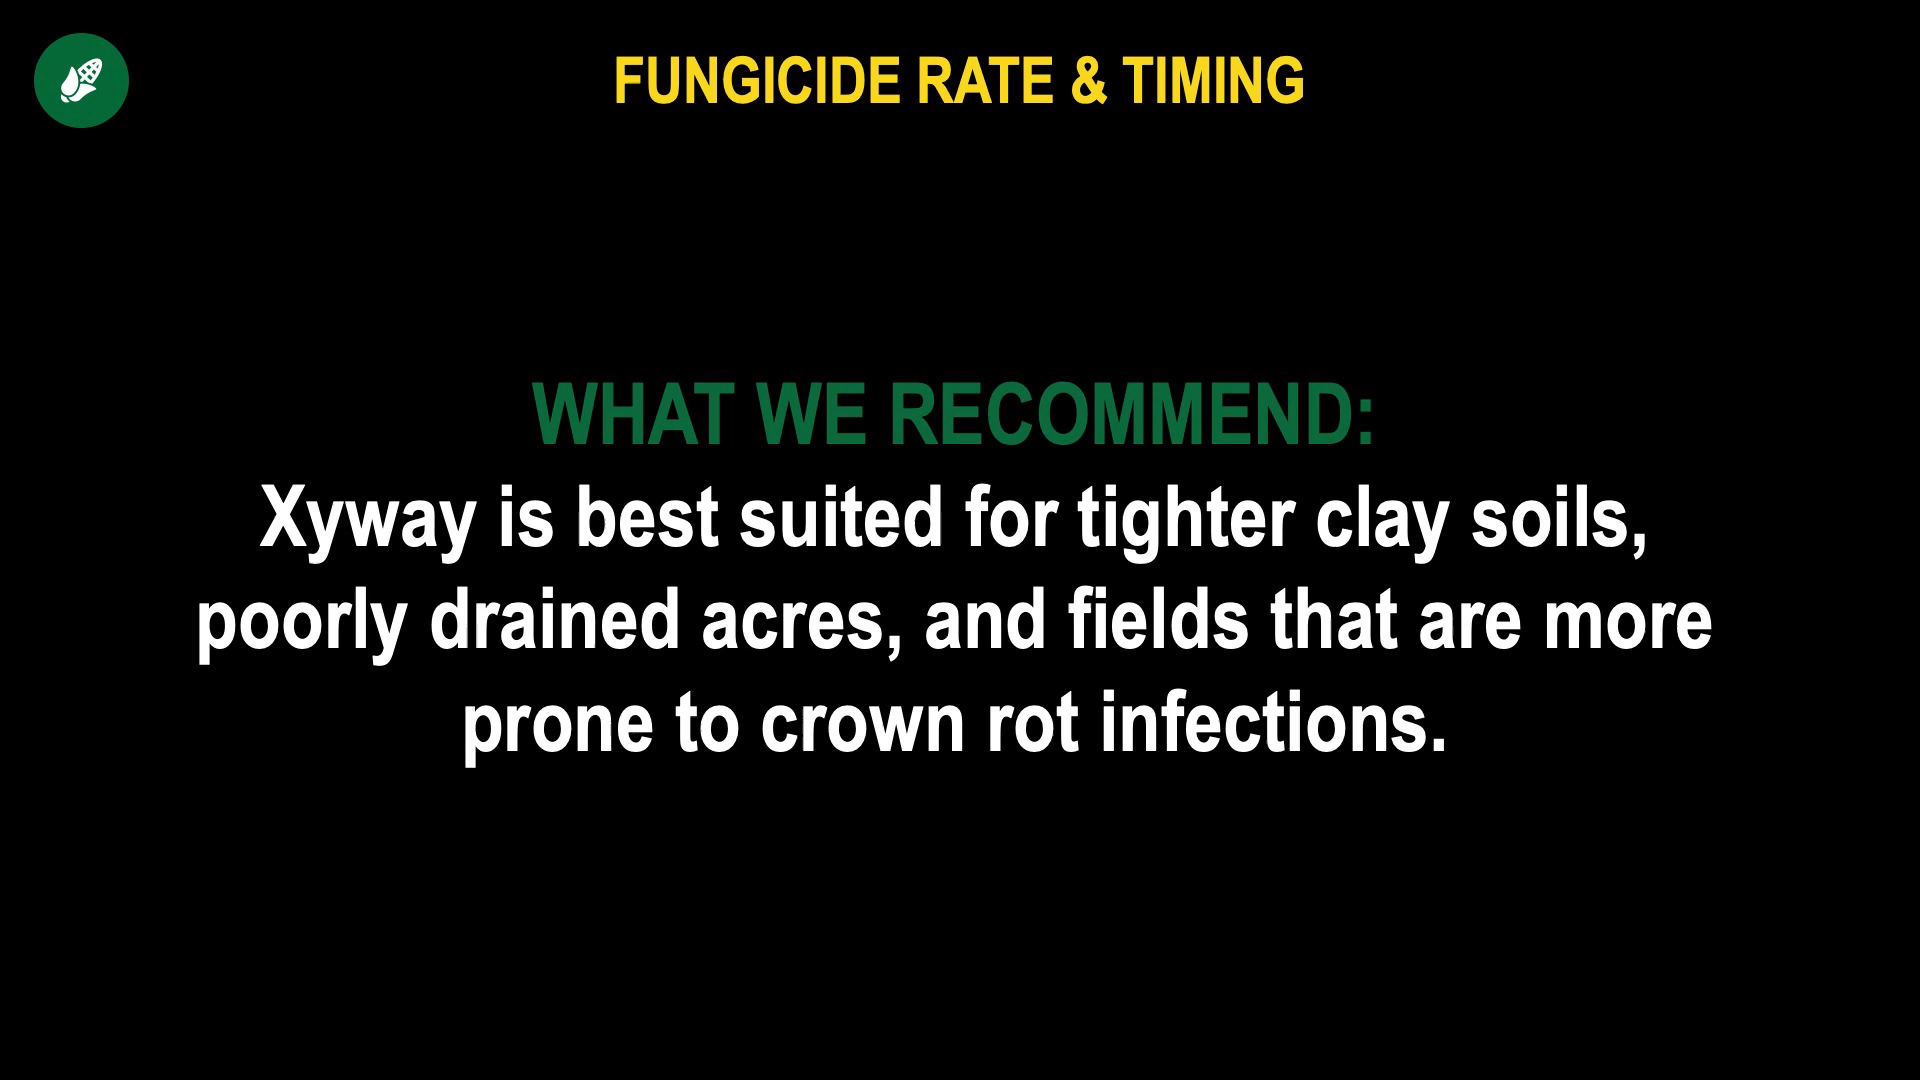 FUNGICIDE RATE & TIMING
WHAT WE RECOMMEND:
Xyway is best suited for tighter clay soils,
poorly drained acres, and fields that are more
prone to crown rot infections.